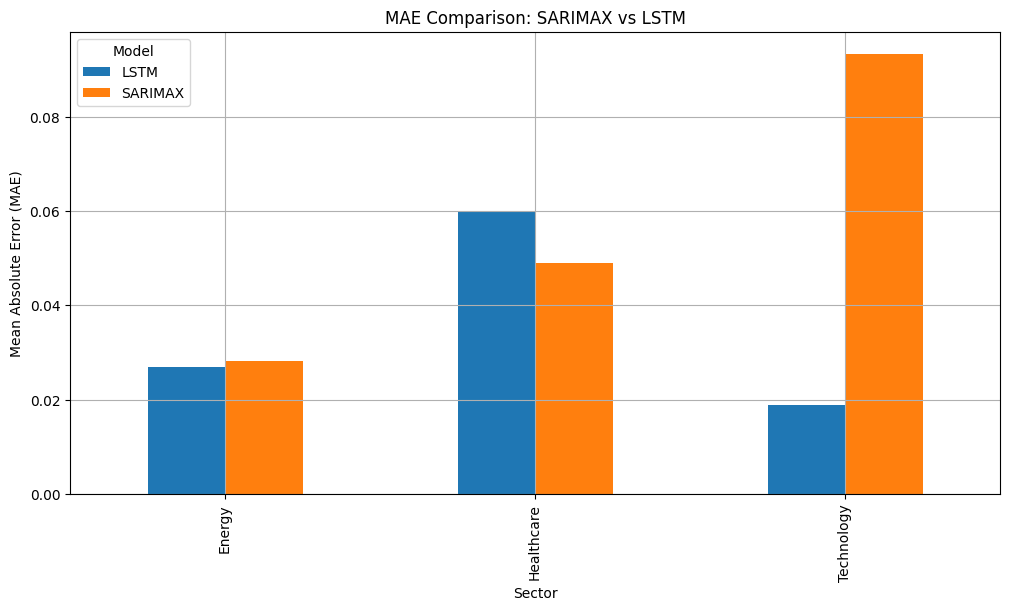 MAE Comparison: SARIMAX vs LSTM
Model
LSTM
SARIMAX
Mean Absolute Error (MAE)
0.08
0.06
0.04
0.02
0.00
Energy
Healthcare
Technology
Sector